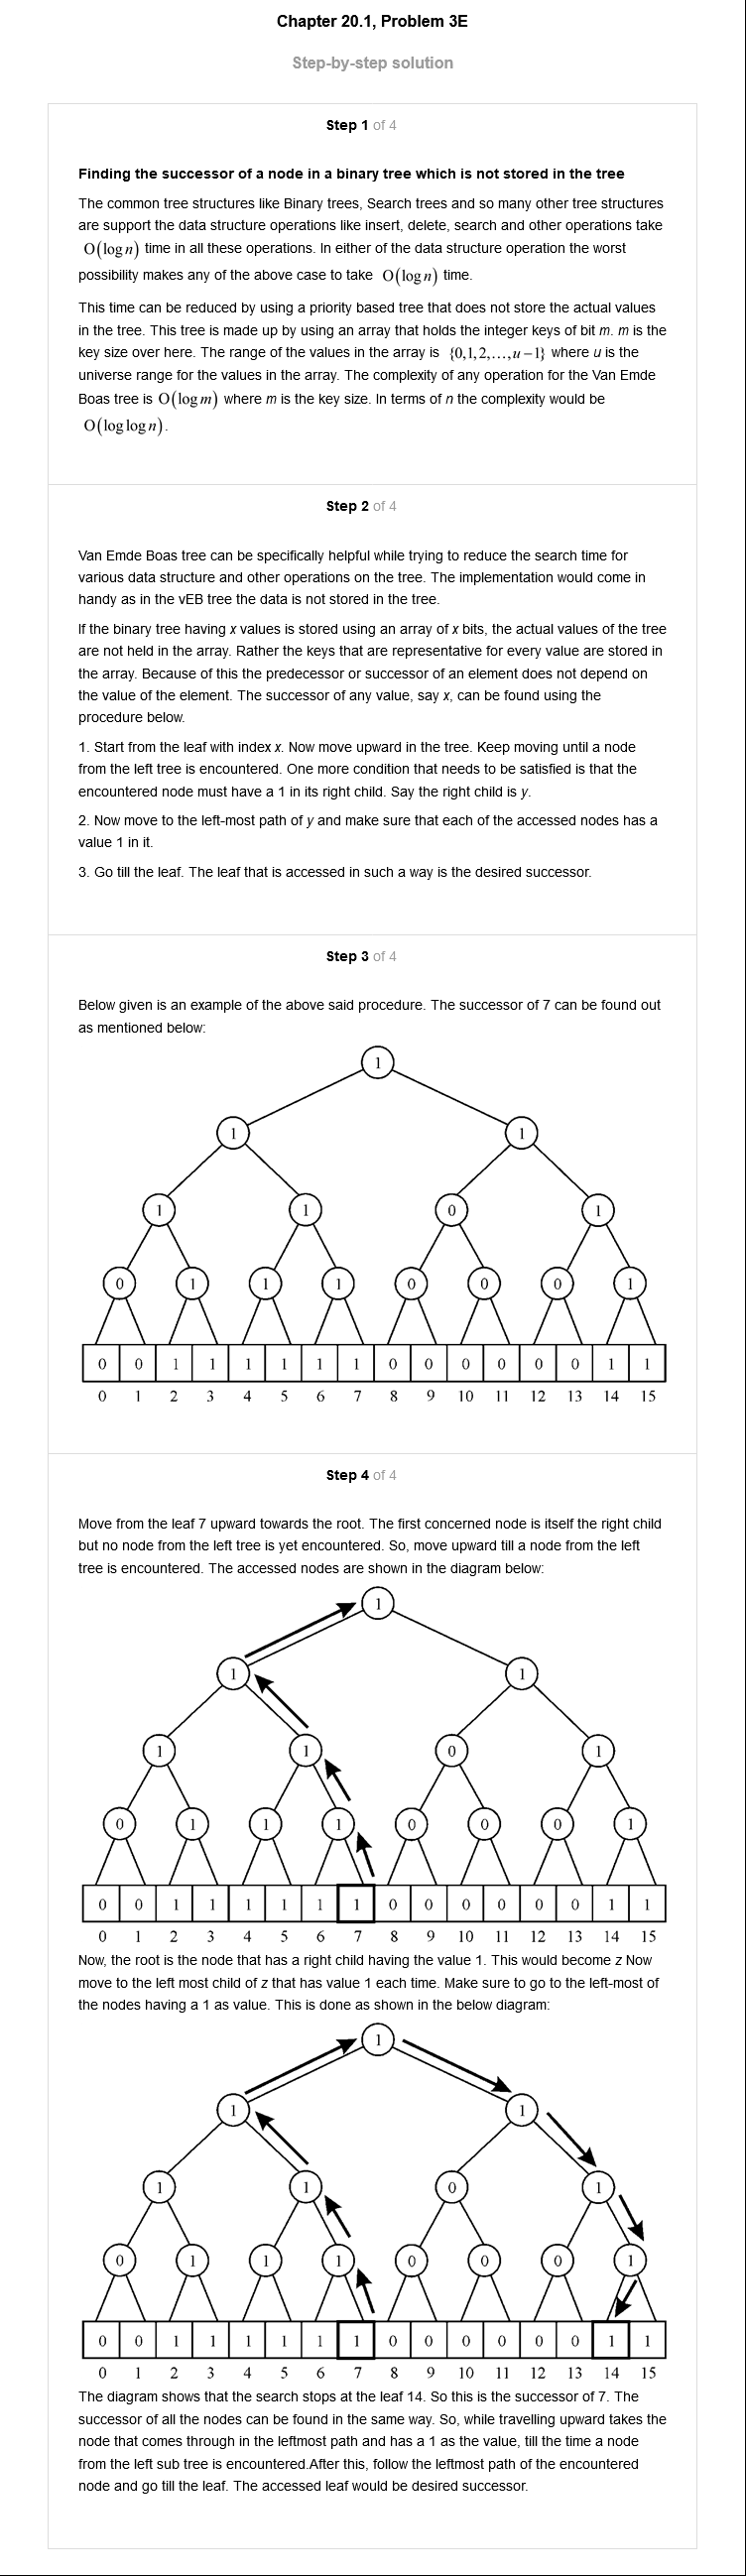 Chapter 20.1, Problem 3E
Step-by-step solution
Step 1 of 4
Finding the successor of a node in a binary tree which is not stored in the tree
The common tree structures like Binary trees, Search trees and so many other tree structures
are support the data structure operations like insert, delete, search and other operations take
O(log n) time in all these operations. In either of the data structure operation the worst
possibility makes any of the above case to take O(log n) time.
This time can be reduced by using a priority based tree that does not store the actual values
in the tree. This tree is made up by using an array that holds the integer keys of bit m. m is the
key size over here. The range of the values in the array is {0,1,2,...,u−1} where u is the
universe range for the values in the array. The complexity of any operation for the Van Emde
Boas tree is O(log m) where m is the key size. In terms of n the complexity would be
O(log log n).
Step 2 of 4
Van Emde Boas tree can be specifically helpful while trying to reduce the search time for
various data structure and other operations on the tree. The implementation would come in
handy as in the vEB tree the data is not stored in the tree.
If the binary tree having x values is stored using an array of x bits, the actual values of the tree
are not held in the array. Rather the keys that are representative for every value are stored in
the array. Because of this the predecessor or successor of an element does not depend on
the value of the element. The successor of any value, say x, can be found using the
procedure below.
1. Start from the leaf with index x. Now move upward in the tree. Keep moving until a node
from the left tree is encountered. One more condition that needs to be satisfied is that the
encountered node must have a 1 in its right child. Say the right child is y.
2. Now move to the left-most path of y and make sure that each of the accessed nodes has a
value 1 in it.
3. Go till the leaf. The leaf that is accessed in such a way is the desired successor.
Step 3 of 4
Below given is an example of the above said procedure. The successor of 7 can be found out
as mentioned below:
1
1 1
1 1 0 1
0 1 1 1 0 0 0 1
0 0 1 1 1 1 1 1 0 0 0 0 0 0 1 1
0 1 2 3 4 5 6 7 8 9 10 11 12 13 14 15
Step 4 of 4
Move from the leaf 7 upward towards the root. The first concerned node is itself the right child
but no node from the left tree is yet encountered. So, move upward till a node from the left
tree is encountered. The accessed nodes are shown in the diagram below:
1
1 1
1 1 0 1
0 1 1 1 0 0 0 1
0 0 1 1 1 1 1 1 0 0 0 0 0 0 1 1
0 1 2 3 4 5 6 7 8 9 10 11 12 13 14 15
Now, the root is the node that has a right child having the value 1. This would become z Now
move to the left most child of z that has value 1 each time. Make sure to go to the left-most of
the nodes having a 1 as value. This is done as shown in the below diagram:
1
1 1
1 1 0 1
0 1 1 1 0 0 0 1
0 0 1 1 1 1 1 1 0 0 0 0 0 0 1 1
0 1 2 3 4 5 6 7 8 9 10 11 12 13 14 15
The diagram shows that the search stops at the leaf 14. So this is the successor of 7. The
successor of all the nodes can be found in the same way. So, while travelling upward takes the
node that comes through in the leftmost path and has a 1 as the value, till the time a node
from the left sub tree is encountered.After this, follow the leftmost path of the encountered
node and go till the leaf. The accessed leaf would be desired successor.